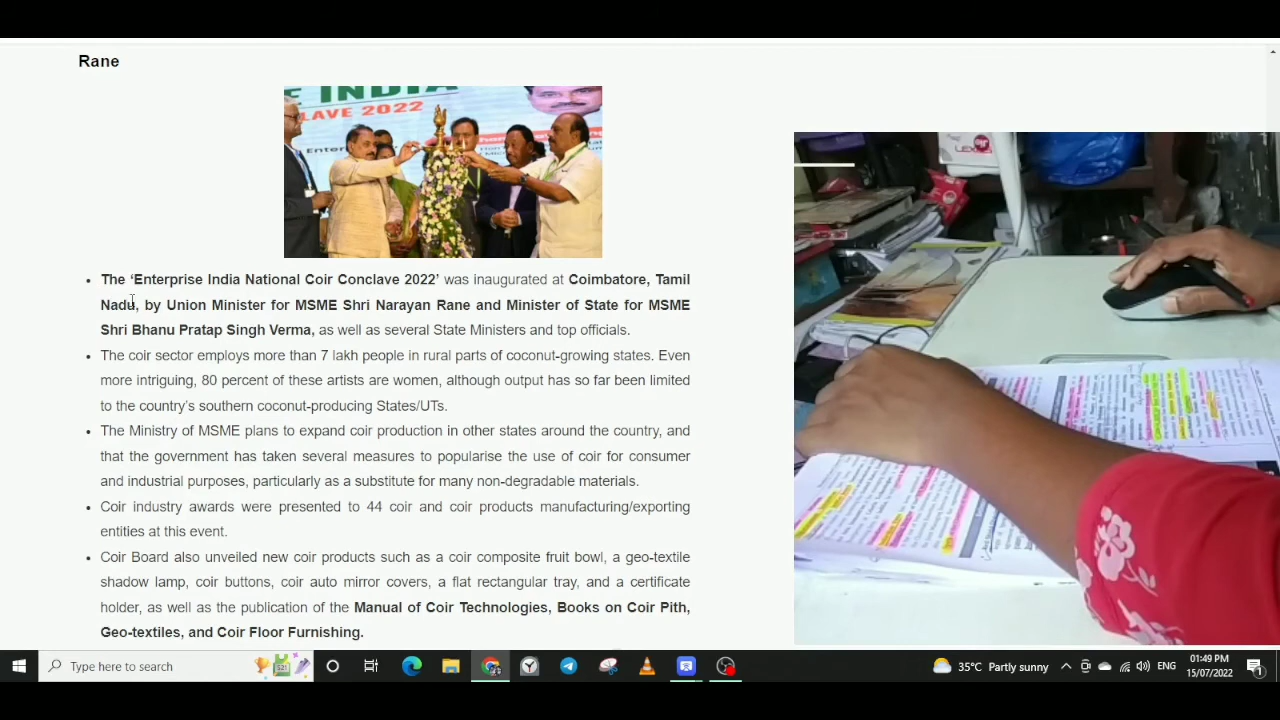 Rane
E INDIA
LAVE 2022
• The ‘Enterprise India National Coir Conclave 2022’ was inaugurated at Coimbatore, Tamil
Nadu, by Union Minister for MSME Shri Narayan Rane and Minister of State for MSME
Shri Bhanu Pratap Singh Verma, as well as several State Ministers and top officials.
• The coir sector employs more than 7 lakh people in rural parts of coconut-growing states. Even
more intriguing, 80 percent of these artists are women, although output has so far been limited
to the country’s southern coconut-producing States/UTs.
• The Ministry of MSME plans to expand coir production in other states around the country, and
that the government has taken several measures to popularise the use of coir for consumer
and industrial purposes, particularly as a substitute for many non-degradable materials.
• Coir industry awards were presented to 44 coir and coir products manufacturing/exporting
entities at this event.
• Coir Board also unveiled new coir products such as a coir composite fruit bowl, a geo-textile
shadow lamp, coir buttons, coir auto mirror covers, a flat rectangular tray, and a certificate
holder, as well as the publication of the Manual of Coir Technologies, Books on Coir Pith,
Geo-textiles, and Coir Floor Furnishing.
Type here to search
35°C Partly sunny
ENG
01:49 PM
15/07/2022